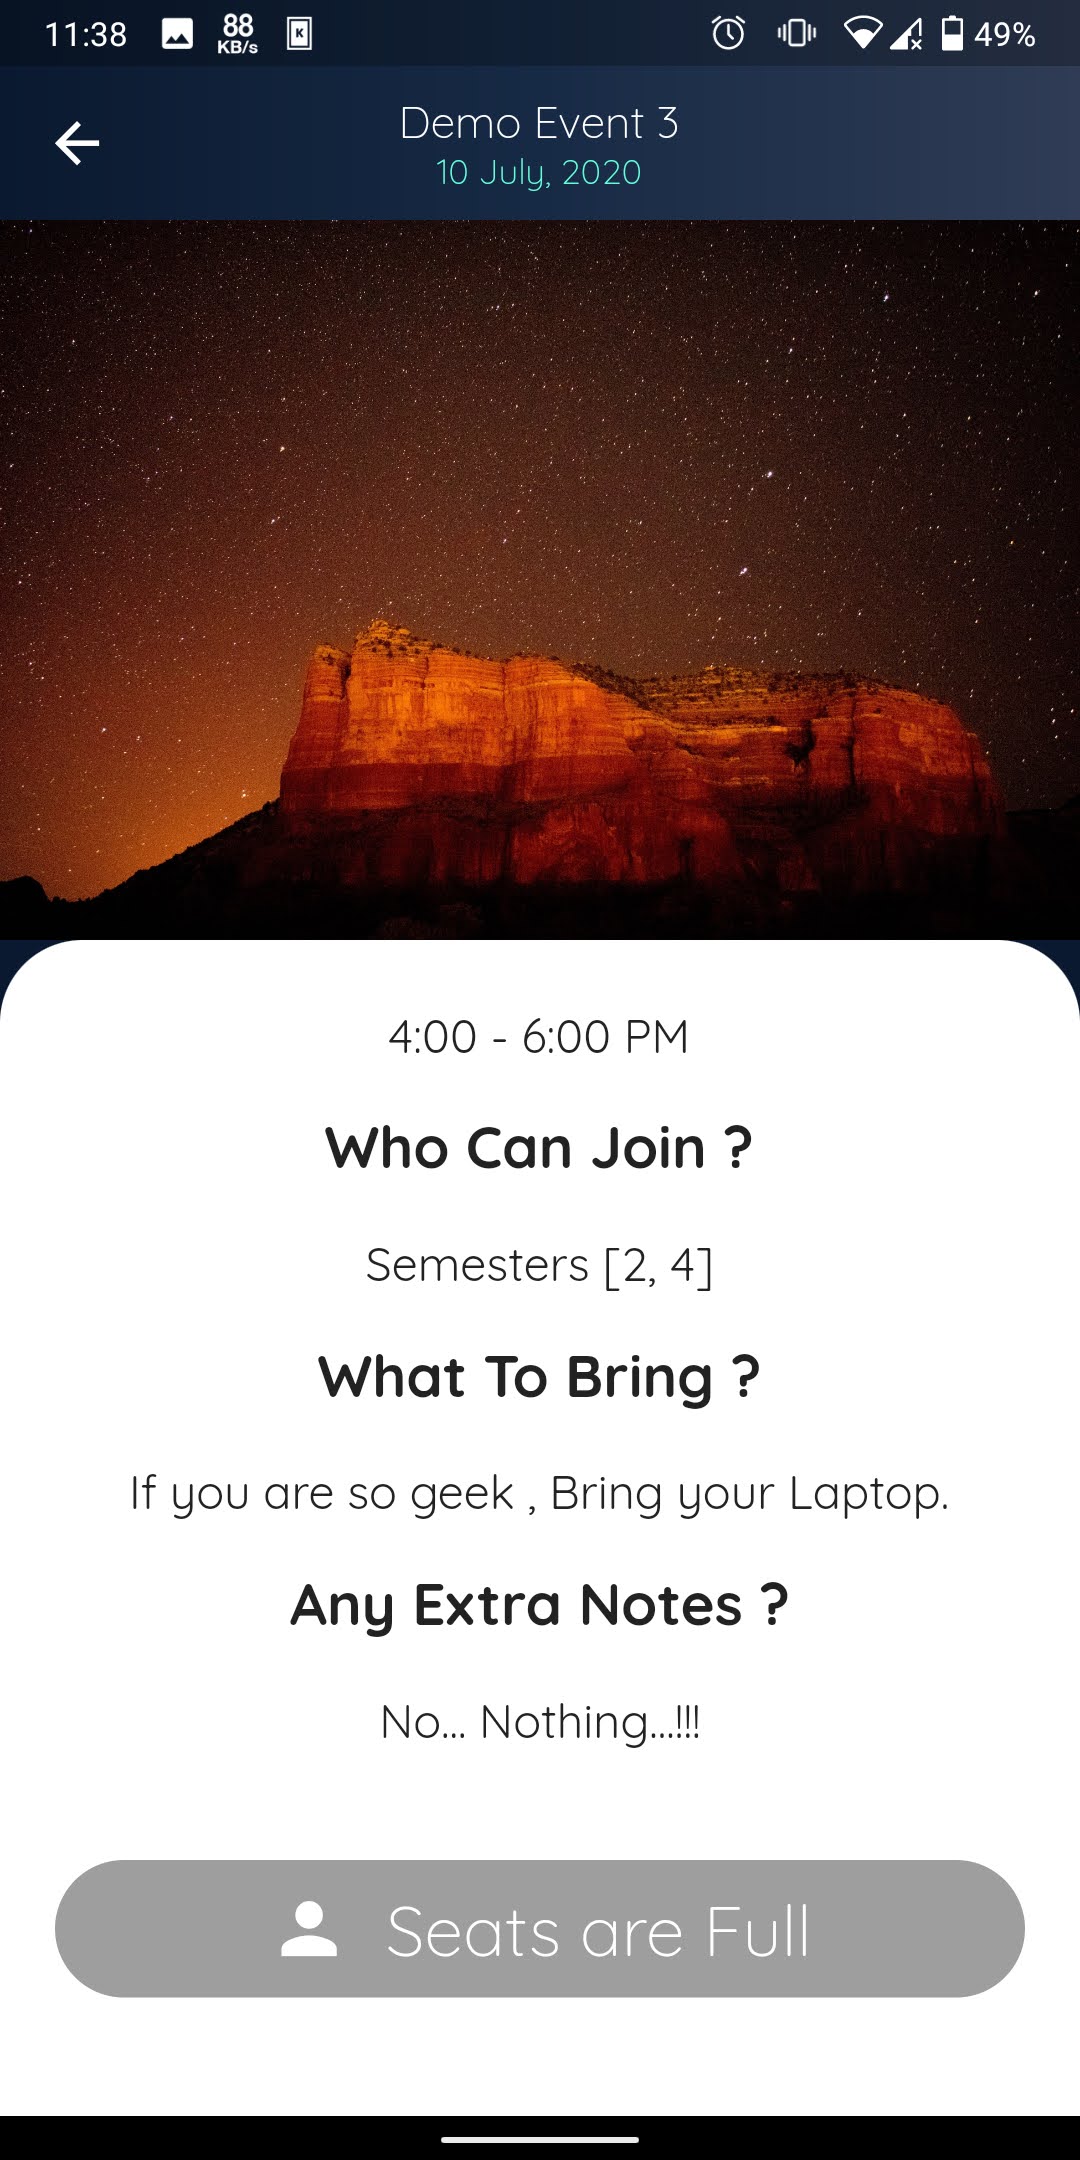 11:38
88
KB/s
K
49%
Demo Event 3
10 July, 2020
4:00 - 6:00 PM
Who Can Join ?
Semesters [2, 4]
What To Bring ?
If you are so geek , Bring your Laptop.
Any Extra Notes ?
No... Nothing...!!!
Seats are Full